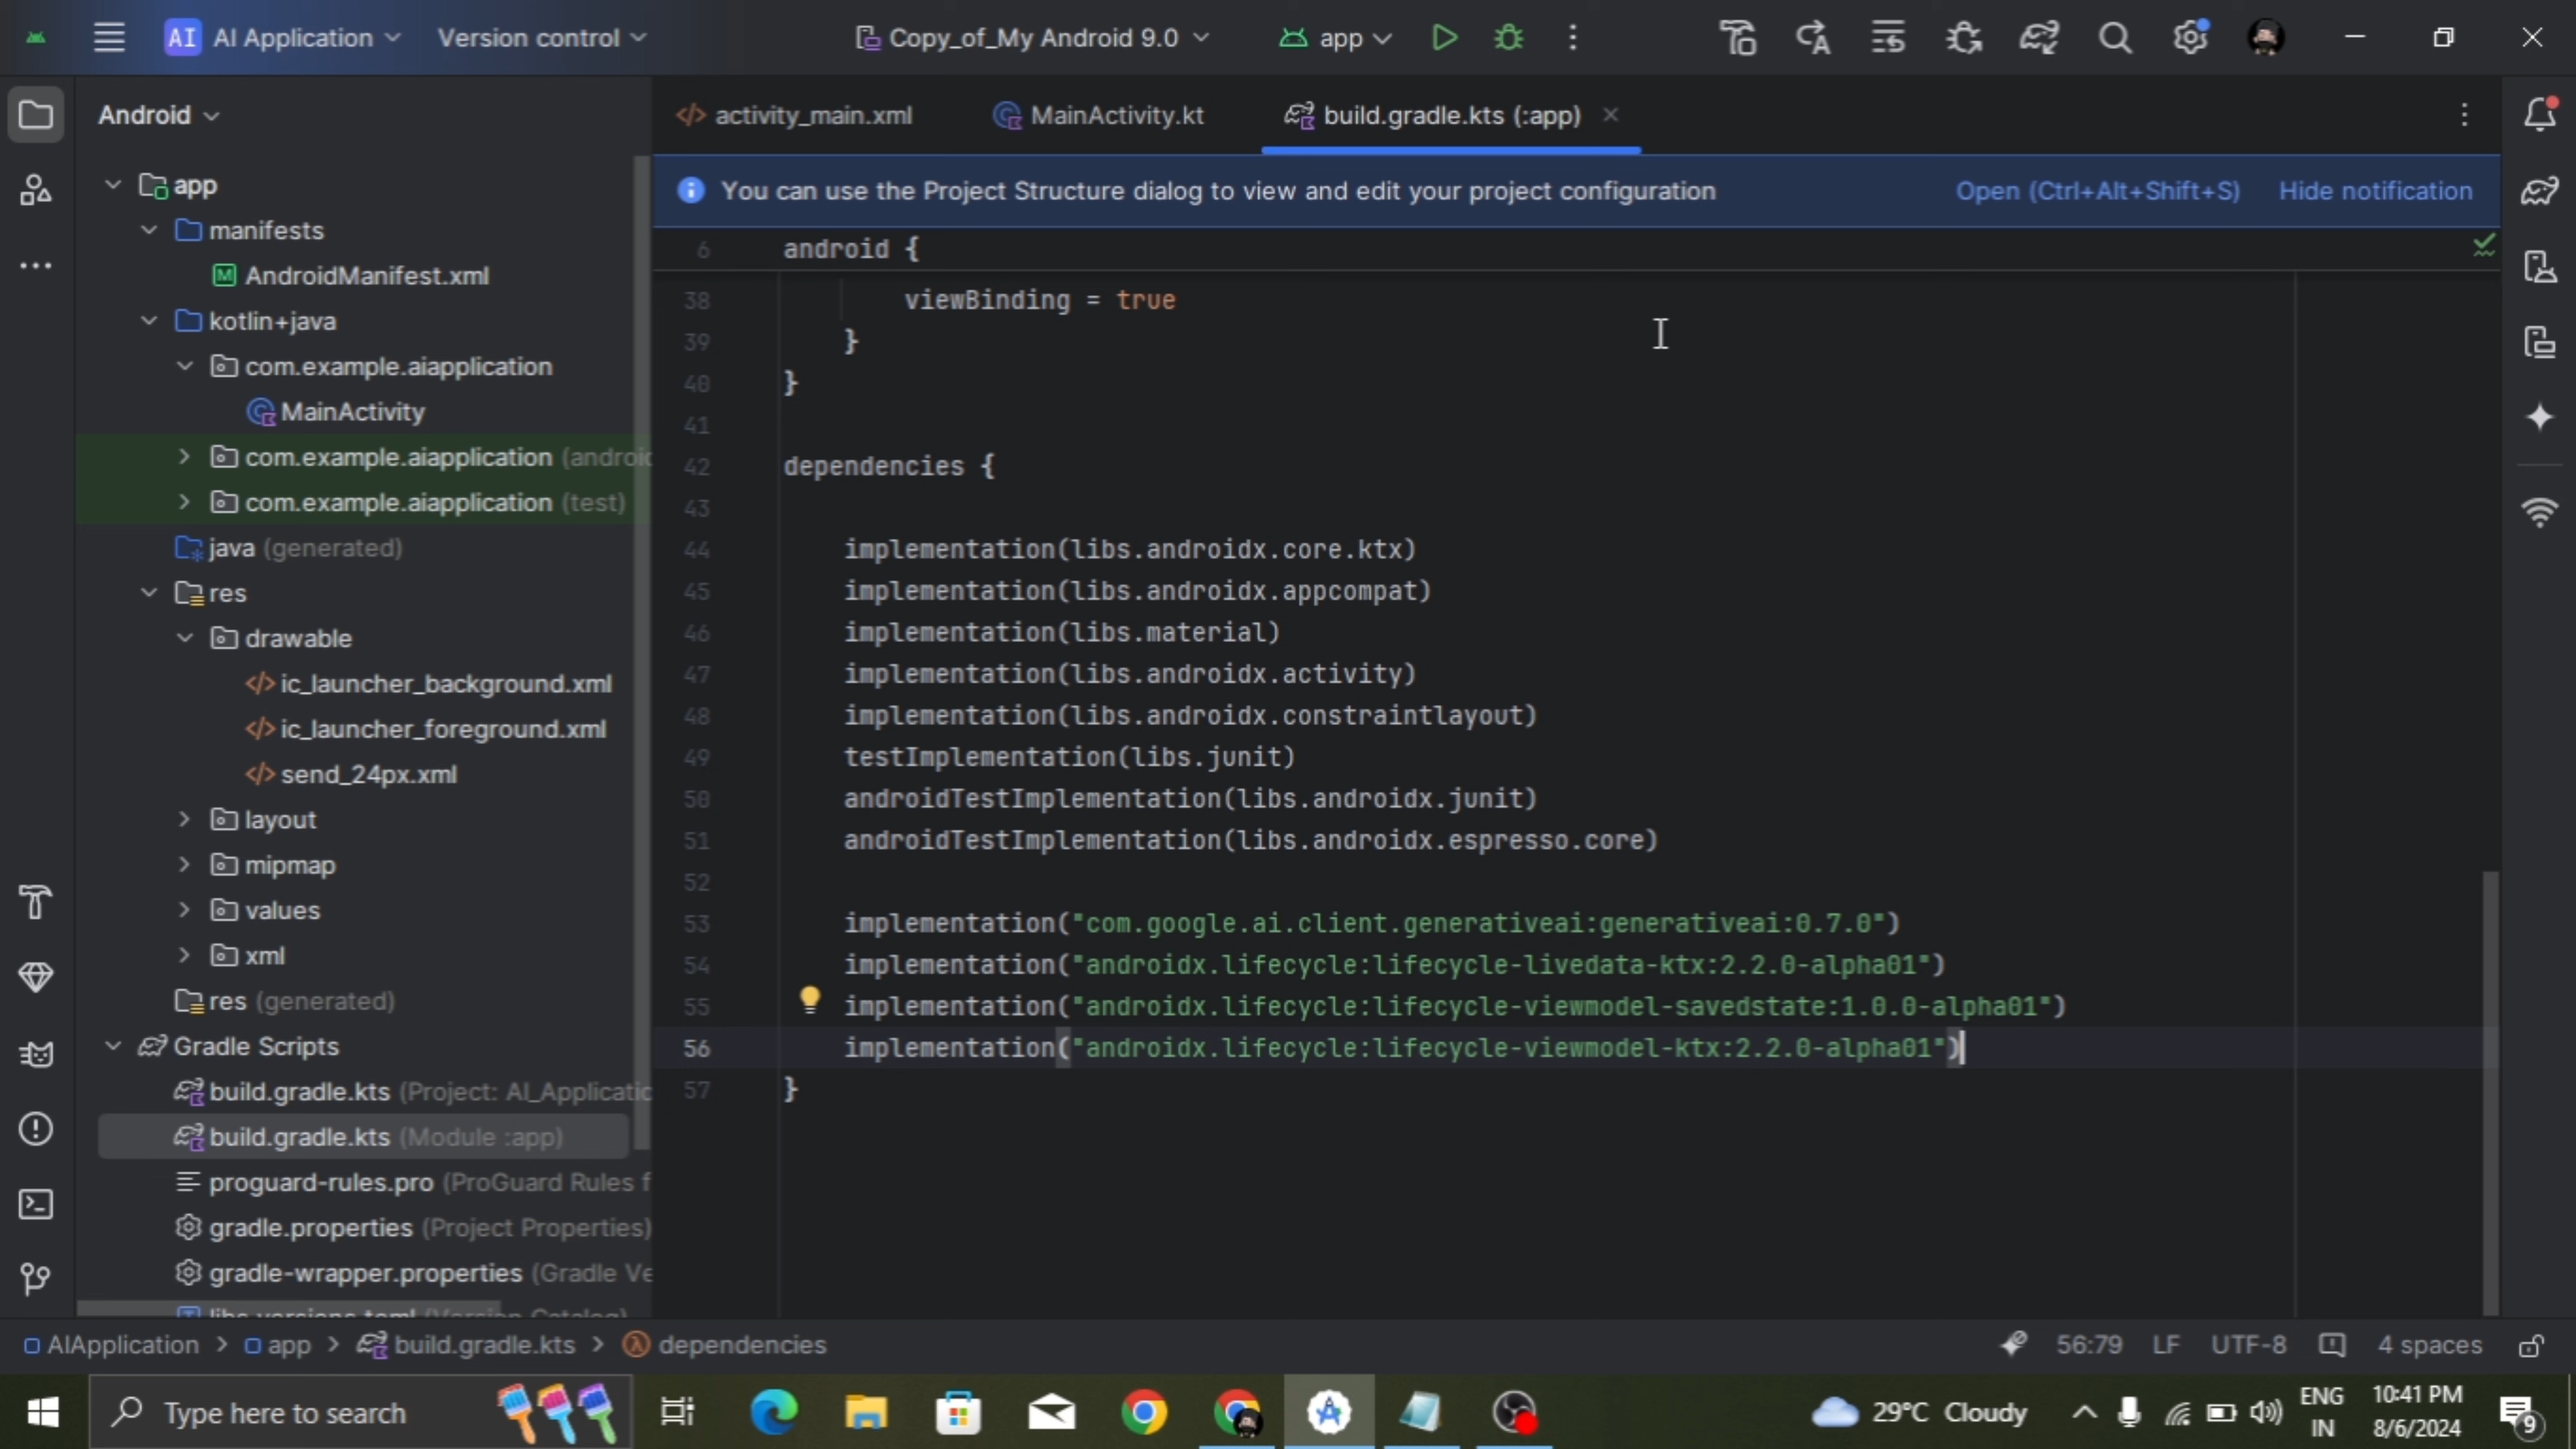 AI AI Application Version control Copy_of_My Android 9.0 app
Android
activity_main.xml MainActivity.kt build.gradle.kts (:app)
You can use the Project Structure dialog to view and edit your project configuration Open (Ctrl+Alt+Shift+S) Hide notification
app
manifests
AndroidManifest.xml
kotlin+java
com.example.aiapplication
MainActivity
com.example.aiapplication (android
com.example.aiapplication (test)
java (generated)
res
drawable
ic_launcher_background.xml
ic_launcher_foreground.xml
send_24px.xml
layout
mipmap
values
xml
res (generated)
Gradle Scripts
build.gradle.kts (Project: AI_Applicatio
build.gradle.kts (Module :app)
proguard-rules.pro (ProGuard Rules f
gradle.properties (Project Properties)
gradle-wrapper.properties (Gradle Ve
libs.versions.toml (Version Catalog)
6 android {
38 viewBinding = true
39 }
40 }
41
42 dependencies {
43
44 implementation(libs.androidx.core.ktx)
45 implementation(libs.androidx.appcompat)
46 implementation(libs.material)
47 implementation(libs.androidx.activity)
48 implementation(libs.androidx.constraintlayout)
49 testImplementation(libs.junit)
50 androidTestImplementation(libs.androidx.junit)
51 androidTestImplementation(libs.androidx.espresso.core)
52
53 implementation("com.google.ai.client.generativeai:generativeai:0.7.0")
54 implementation("androidx.lifecycle:lifecycle-livedata-ktx:2.2.0-alpha01")
55 implementation("androidx.lifecycle:lifecycle-viewmodel-savedstate:1.0.0-alpha01")
56 implementation("androidx.lifecycle:lifecycle-viewmodel-ktx:2.2.0-alpha01")
57 }
AIApplication > app > build.gradle.kts > dependencies 56:79 LF UTF-8 4 spaces
Type here to search 29°C Cloudy
ENG
IN
10:41 PM
8/6/2024
9